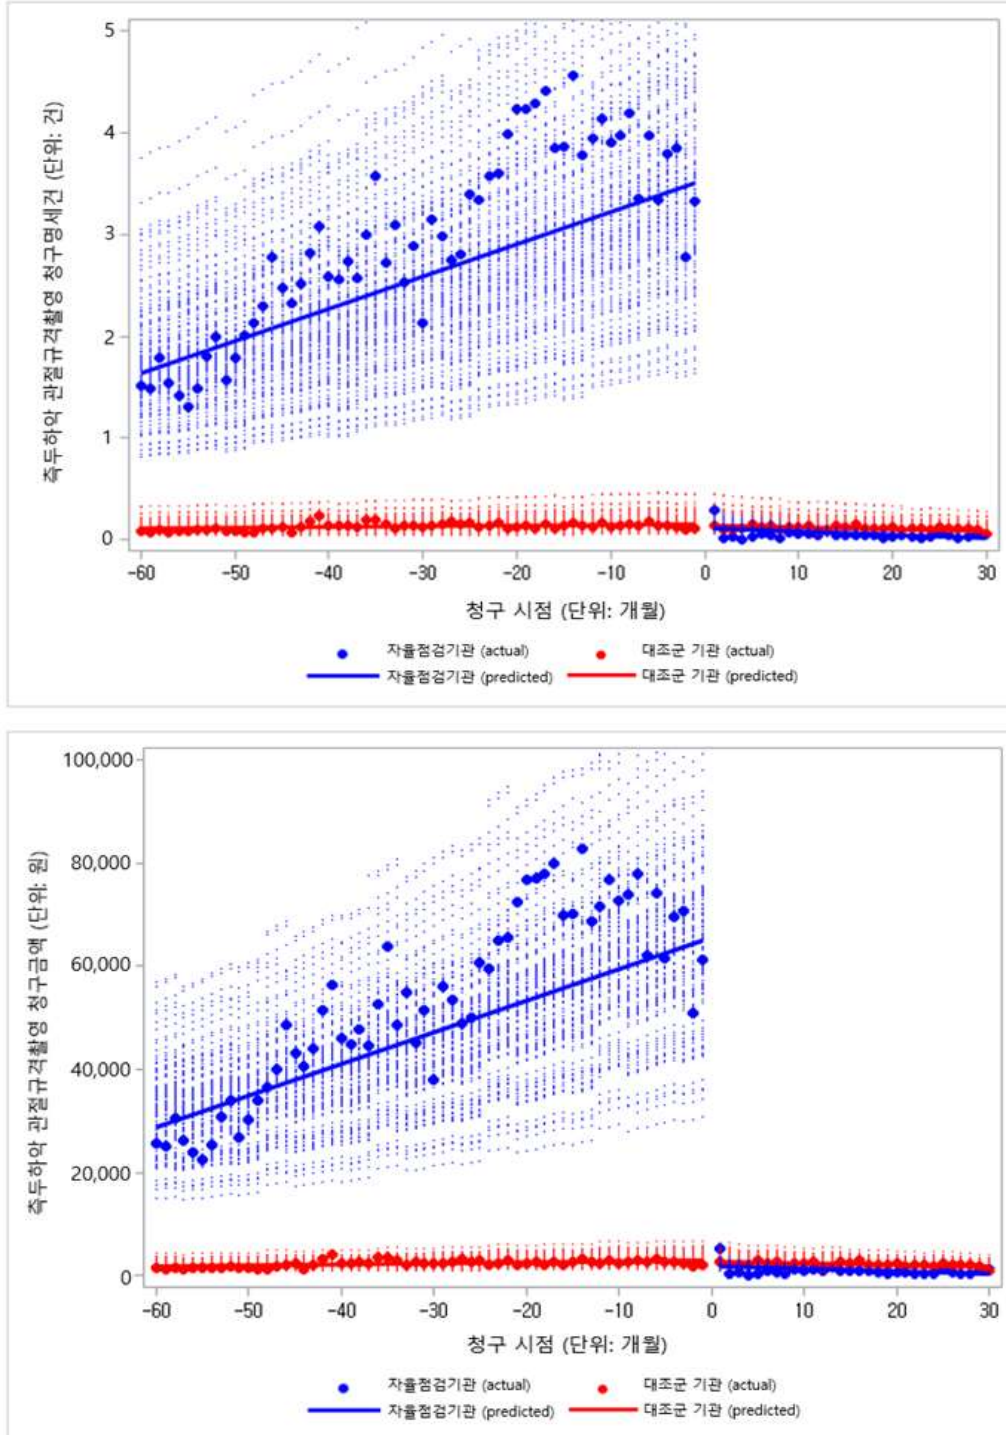 측두하악 관절규격촬영 청구명세건 (단위: 건)
5
4
3
2
1
0
-60 -50 -40 -30 -20 -10 0 10 20 30
청구 시점 (단위: 개월)
자율점검기관 (actual) 대조군 기관 (actual)
자율점검기관 (predicted) 대조군 기관 (predicted)
측두하악 관절규격촬영 청구금액 (단위: 원)
100,000
80,000
60,000
40,000
20,000
0
-60 -50 -40 -30 -20 -10 0 10 20 30
청구 시점 (단위: 개월)
자율점검기관 (actual) 대조군 기관 (actual)
자율점검기관 (predicted) 대조군 기관 (predicted)